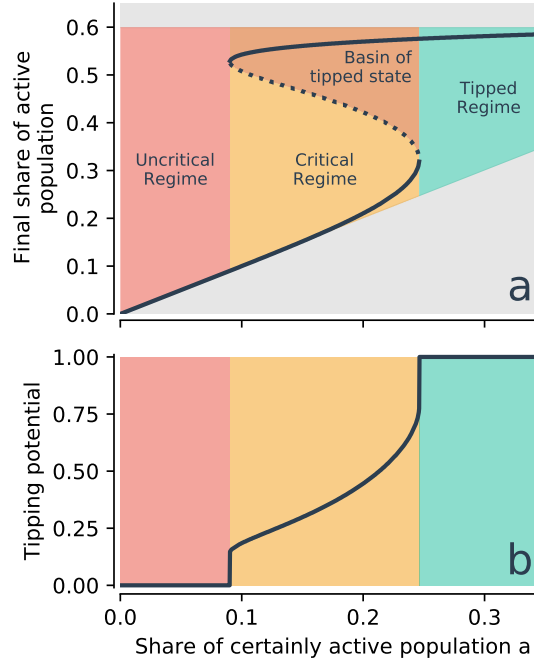 Final share of active
population
0.6
0.5
0.4
0.3
0.2
0.1
0.0
Basin of
tipped state
Tipped
Regime
Uncritical
Regime
Critical
Regime
a
Tipping potential
1.00
0.75
0.50
0.25
0.00
b
0.0 0.1 0.2 0.3
Share of certainly active population a